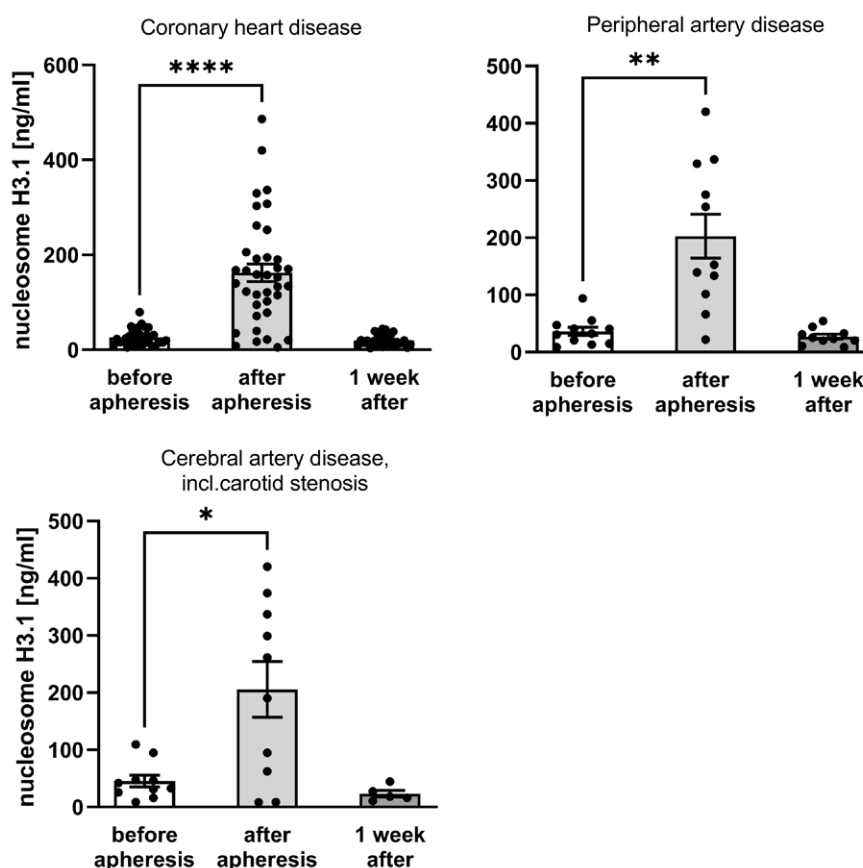 Coronary heart disease
nucleosome H3.1 [ng/ml]
600
400
200
0
****
before
apheresis
after
apheresis
1 week
after
Peripheral artery disease
500
400
300
200
100
0
**
before
apheresis
after
apheresis
1 week
after
Cerebral artery disease,
incl.carotid stenosis
nucleosome H3.1 [ng/ml]
500
400
300
200
100
0
*
before
apheresis
after
apheresis
1 week
after